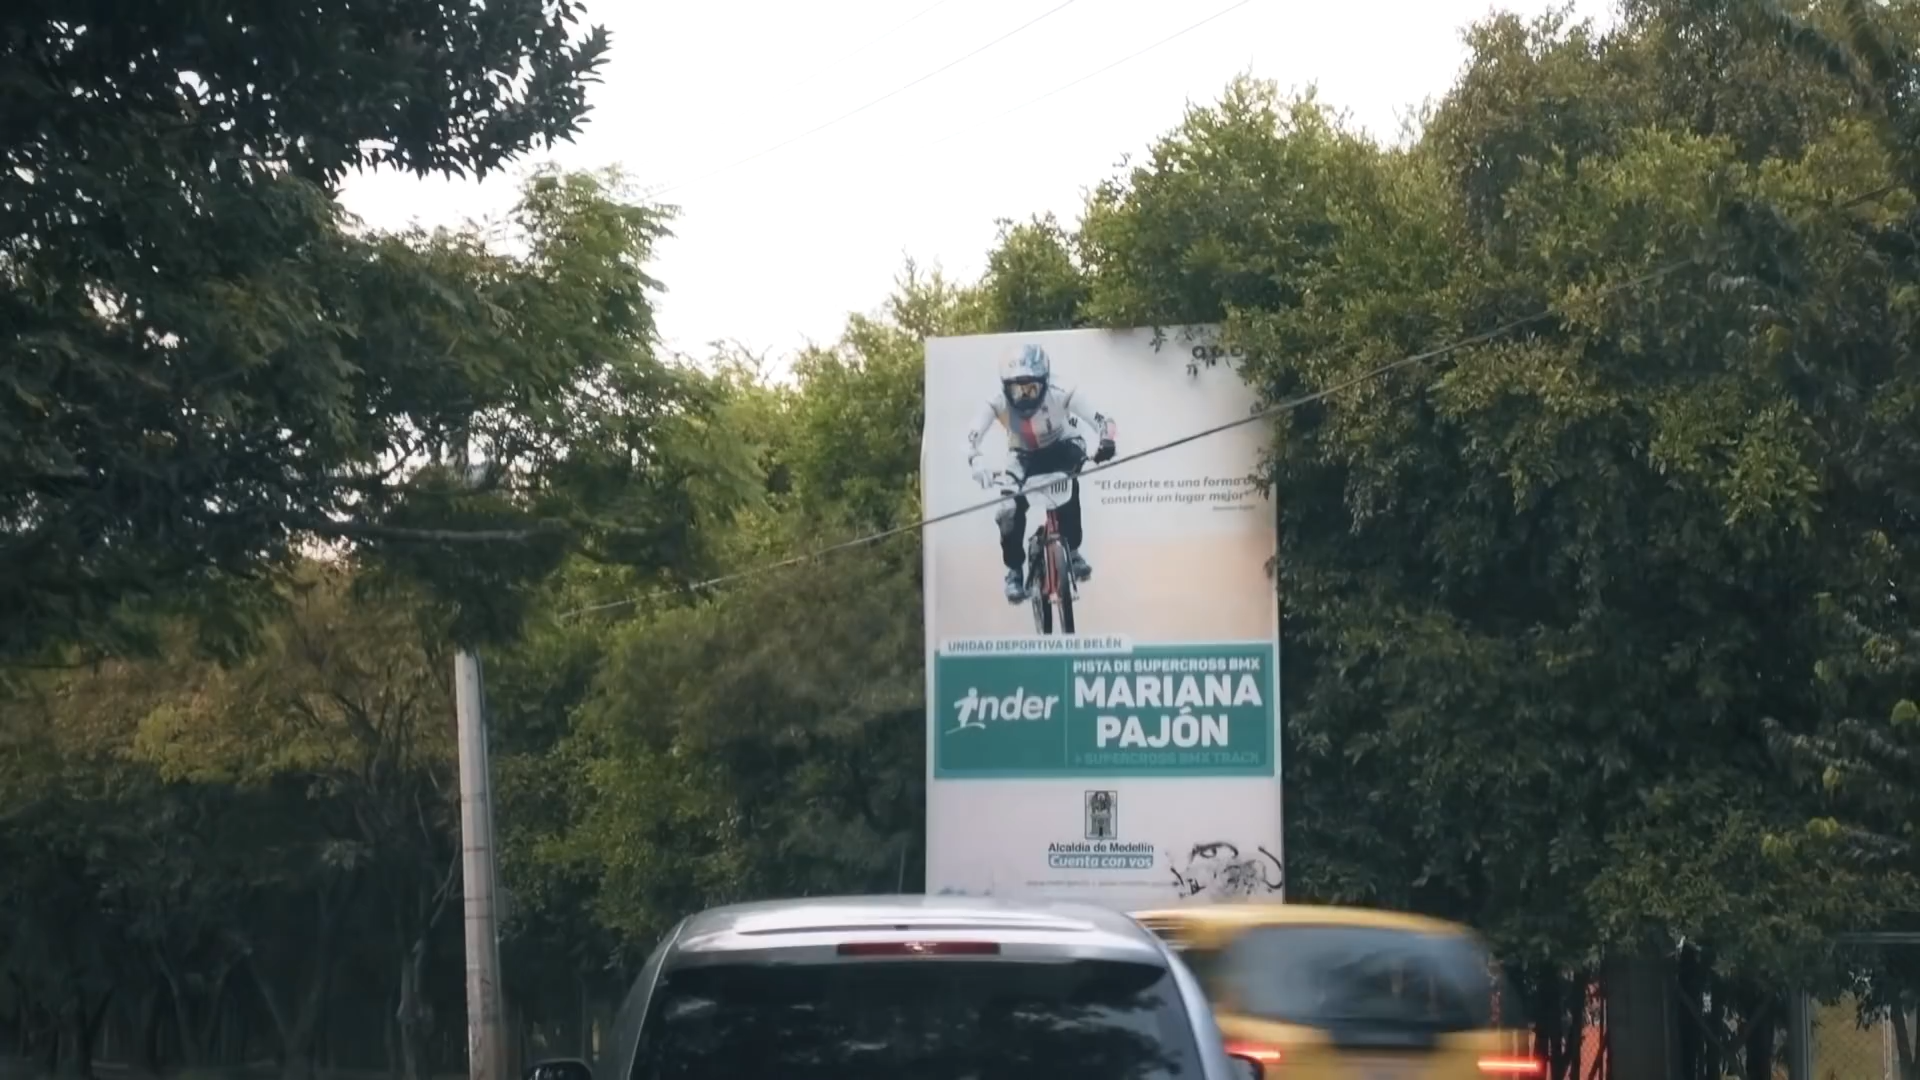 100
"El deporte es una forma de
construir un lugar mejor"
UNIDAD DEPORTIVA DE BELÉN
inder
PISTA DE SUPERCROSS BMX
MARIANA
PAJÓN
+ SUPERCROSS BMX TRACK
Alcaldía de Medellín
Cuenta con vos